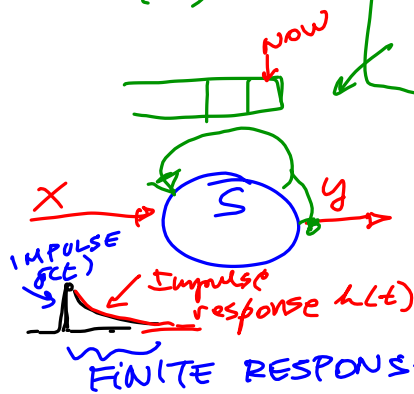 NOW
X
S
y
IMPULSE
δ(t)
Impulse
response h(t)
FINITE RESPONS